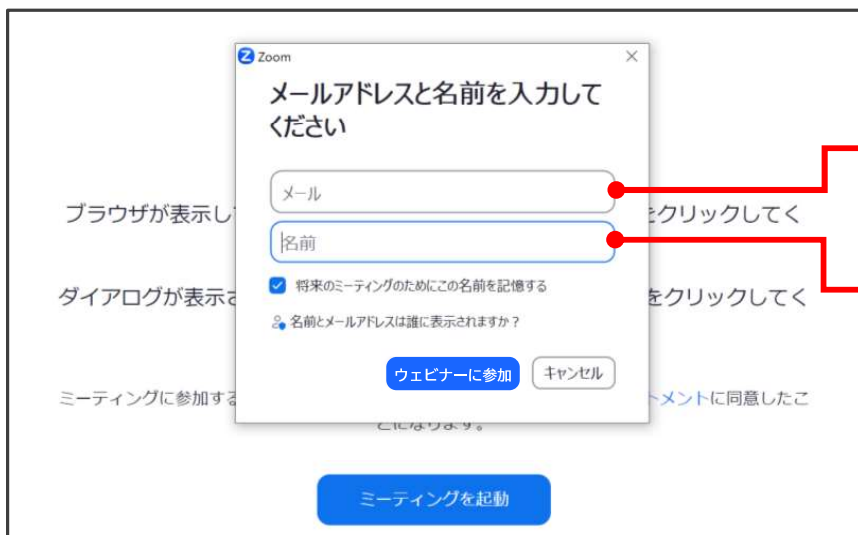 Zoom
メールアドレスと名前を入力して
ください
メール
ブラウザが表示し
をクリックしてく
名前
将来のミーティングのためにこの名前を記憶する
ダイアログが表示さ
をクリックしてく
名前とメールアドレスは誰に表示されますか？
ウェビナーに参加
キャンセル
ミーティングに参加する
トメントに同意したこ
とになります。
ミーティングを起動